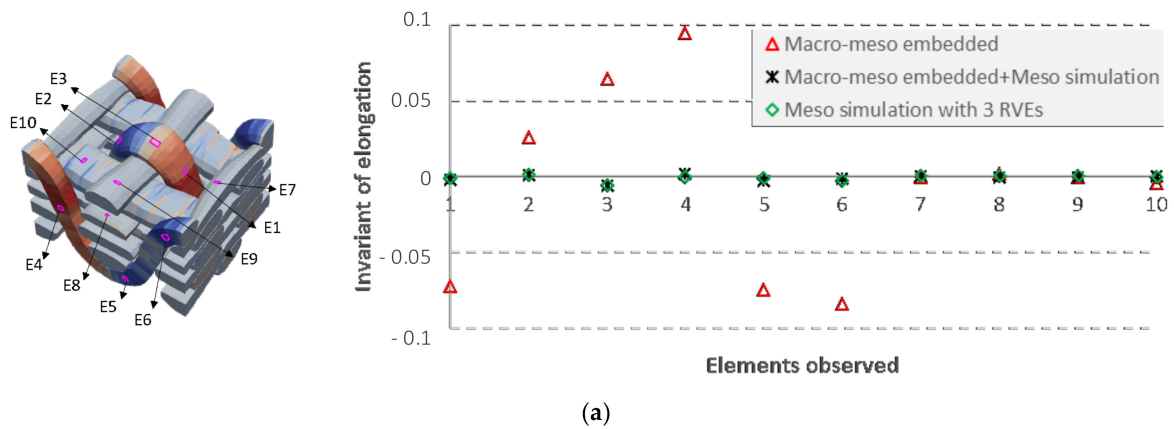 E3
E2
E10
E7
E1
E4
E8
E9
E5
E6
Invariant of elongation
0.1
0.05
0
- 0.05
- 0.1
Macro-meso embedded
Macro-meso embedded+Meso simulation
Meso simulation with 3 RVEs
1 2 3 4 5 6 7 8 9 10
Elements observed
(a)